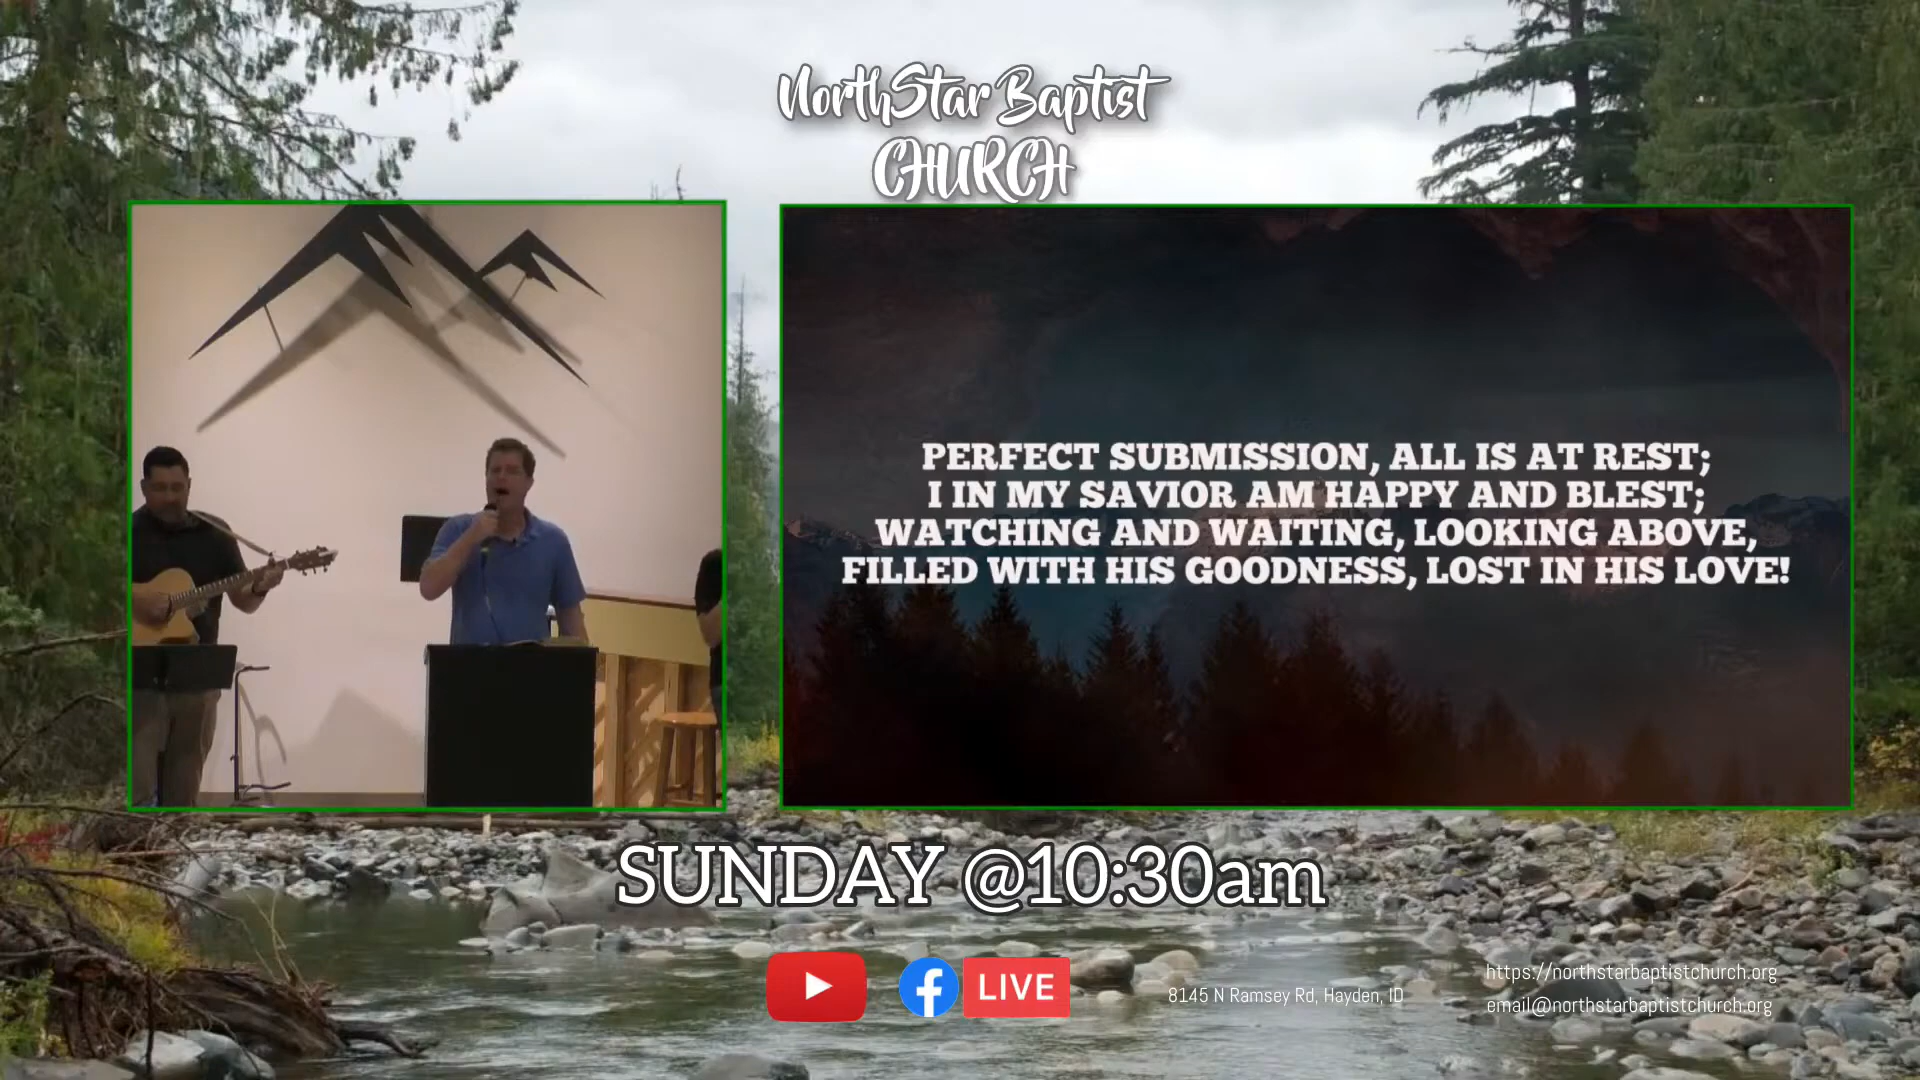 NorthStar Baptist
CHURCH
PERFECT SUBMISSION, ALL IS AT REST;
I IN MY SAVIOR AM HAPPY AND BLEST;
WATCHING AND WAITING, LOOKING ABOVE,
FILLED WITH HIS GOODNESS, LOST IN HIS LOVE!
SUNDAY @10:30am
LIVE
8145 N Ramsey Rd, Hayden, ID
https://northstarbaptistchurch.org
email@northstarbaptistchurch.org